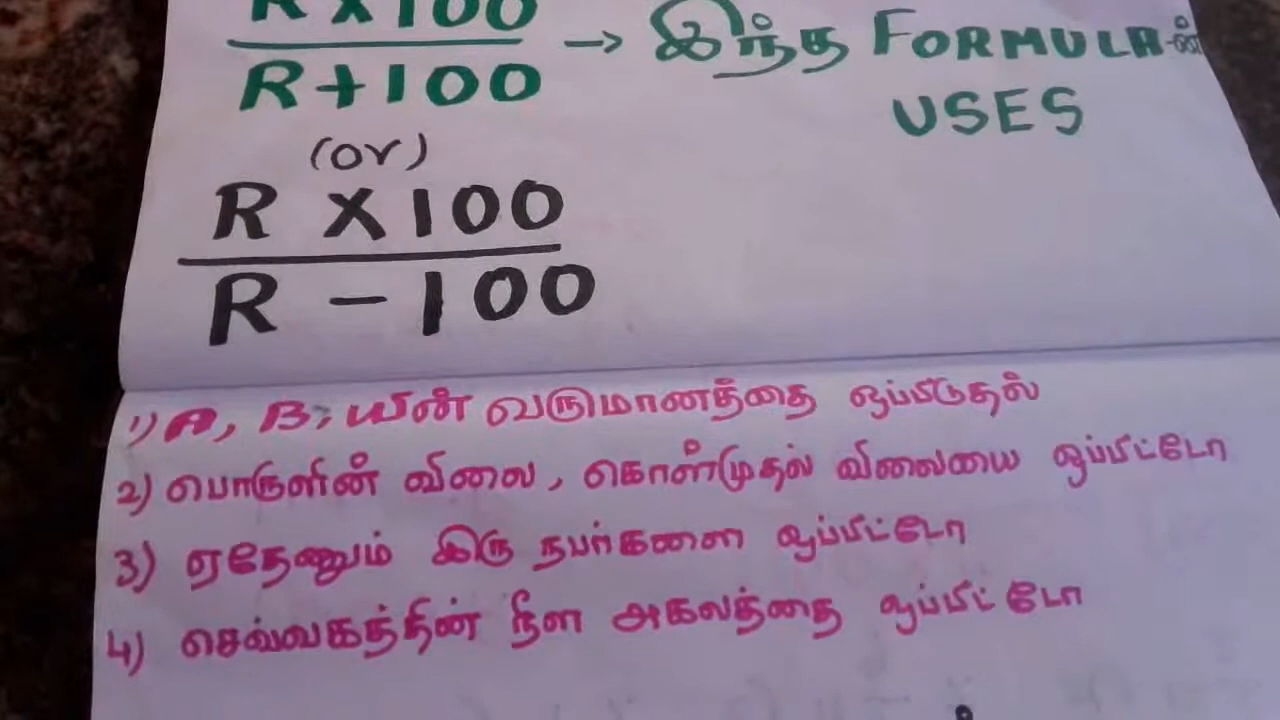 R X 100
R + 100 → இந்த FORMULA-ன்
USES
(or)
R X 100
R - 100
1) A, B, யின் வருமானத்தை ஒப்பிடுதல்
2) பொருளின் விலை, கொள்முதல் விலையை ஒப்பிட்டோ
3) ஏதேனும் இரு நபர்களை ஒப்பிட்டோ
4) செவ்வகத்தின் நீள அகலத்தை ஒப்பிட்டோ